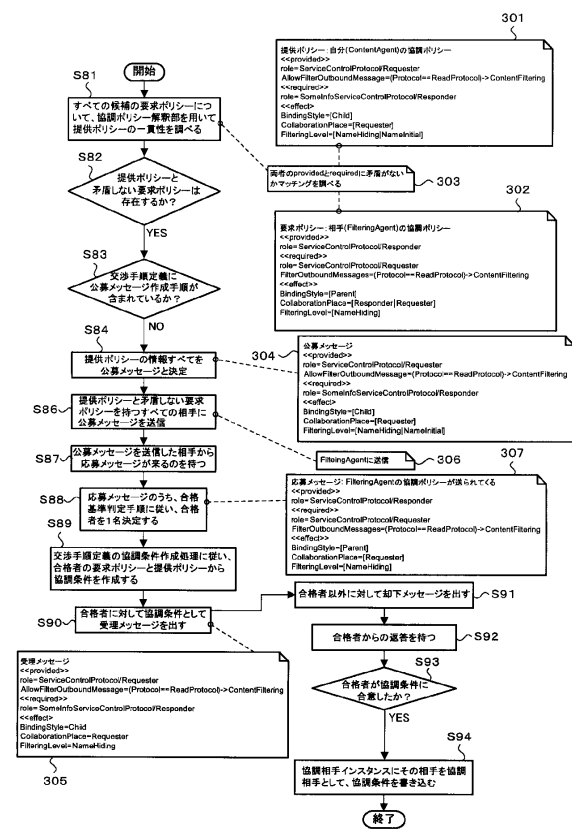 301
開始
S81
すべての候補の要求ポリシーにつ
いて、協調ポリシー解釈部を用いて
提供ポリシーの一貫性を調べる
提供ポリシー：自分(ContentAgent)の協調ポリシー
<<provided>>
role=ServiceControlProtocol/Requester
AllowFilterOutboundMessage=(Protocol==ReadProtocol)->ContentFiltering
<<required>>
role=SomeInfoServiceControlProtocol/Responder
<<effect>>
BindingStyle=[Child]
CollaborationPlace=[Requester]
FilteringLevel=[NameHiding|NameInitial]
S82
提供ポリシーと
矛盾しない要求ポリシーは
存在するか？
両者のprovidedとrequiredに矛盾がない
かマッチングを調べる
303
302
YES
要求ポリシー：相手(FilteringAgent)の協調ポリシー
<<provided>>
role=ServiceControlProtocol/Responder
<<required>>
role=ServiceControlProtocol/Requester
FilterOutboundMessages=(Protocol==ReadProtocol)->ContentFiltering
<<effect>>
BindingStyle=[Parent]
CollaborationPlace=[Responder|Requester]
FilteringLevel=[NameHiding]
S83
交渉手順定義に
公募メッセージ作成手順が
含まれているか？
NO
S84
提供ポリシーの情報すべてを
公募メッセージと決定
304
公募メッセージ
<<provided>>
role=ServiceControlProtocol/Requester
AllowFilterOutboundMessage=(Protocol==ReadProtocol)->ContentFiltering
<<required>>
role=SomeInfoServiceControlProtocol/Responder
<<effect>>
BindingStyle=[Child]
CollaborationPlace=[Requester]
FilteringLevel=[NameHiding|NameInitial]
S86
提供ポリシーと矛盾しない要求
ポリシーを持つすべての相手に
公募メッセージを送信
S87
公募メッセージを送信した相手から
応募メッセージが来るのを待つ
FilteingAgentに送信
306
307
S88
応募メッセージのうち、合格
基準判定手順に従い、合格
者を1名決定する
応募メッセージ：FilteringAgentの協調ポリシーが送られてくる
<<provided>>
role=ServiceControlProtocol/Responder
<<required>>
role=ServiceControlProtocol/Requester
FilterOutboundMessages=(Protocol==ReadProtocol)->ContentFiltering
<<effect>>
BindingStyle=[Parent]
CollaborationPlace=[Requester]
FilteringLevel=[NameHiding]
S89
交渉手順定義の協調条件作成処理に従い、
合格者の要求ポリシーと提供ポリシーから
協調条件を作成する
S90
合格者に対して協調条件として
受理メッセージを出す
S91
合格者以外に対して却下メッセージを出す
S92
合格者からの返答を待つ
受理メッセージ
<<provided>>
role=ServiceControlProtocol/Requester
AllowFilterOutboundMessage=(Protocol==ReadProtocol)->ContentFiltering
<<required>>
role=SomeInfoServiceControlProtocol/Responder
<<effect>>
BindingStyle=Child
CollaborationPlace=Requester
FilteringLevel=NameHiding
305
S93
合格者が協調条件に
合意したか？
YES
S94
協調相手インスタンスにその相手を協調
相手として、協調条件を書き込む
終了